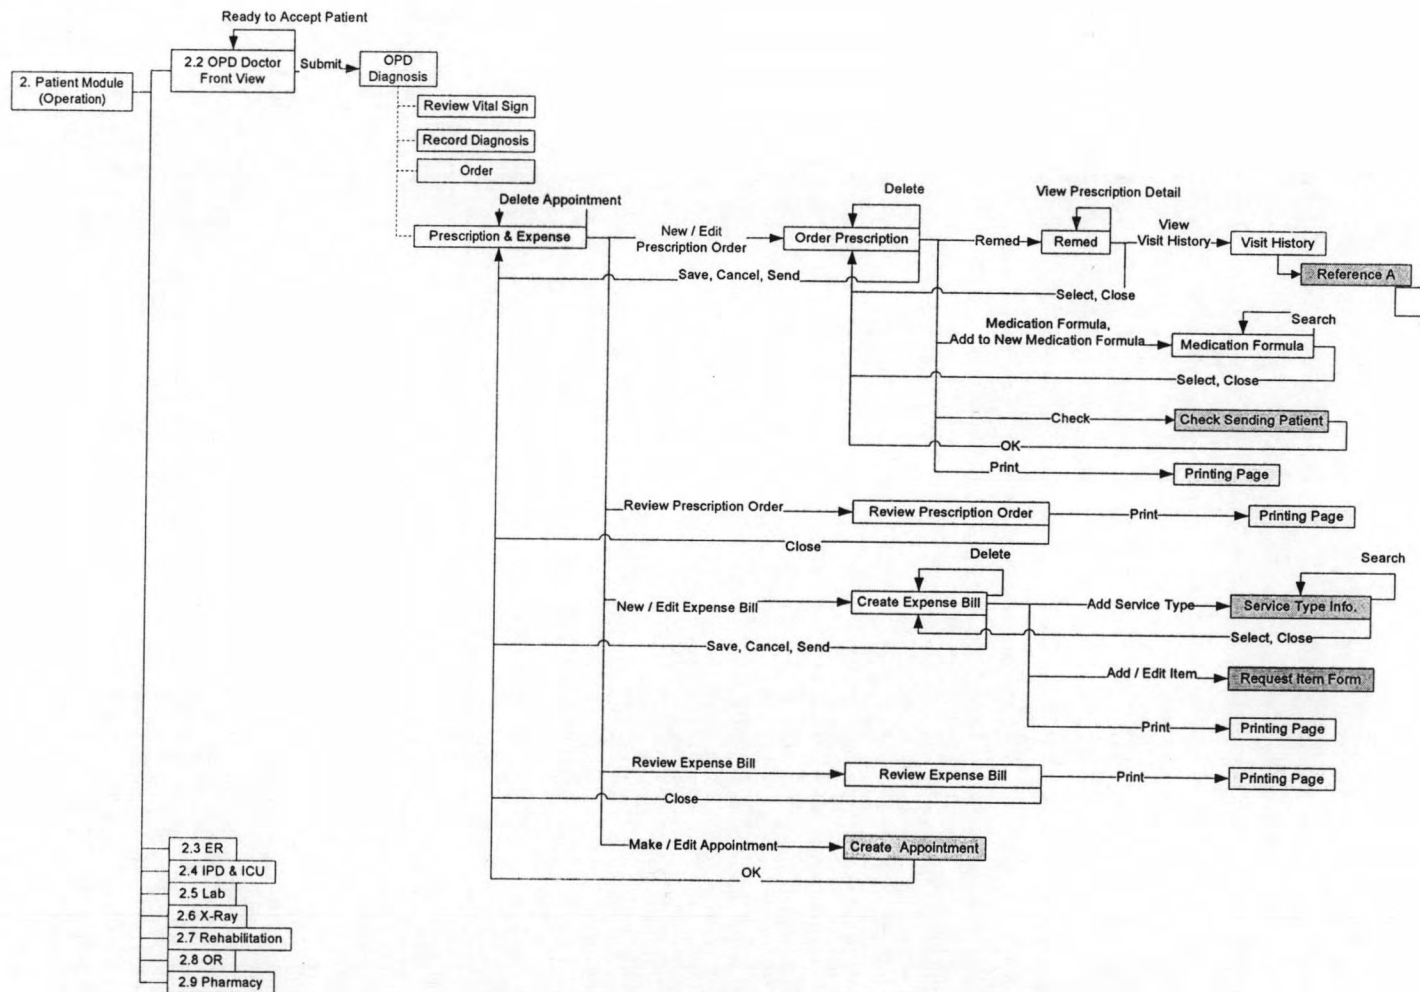 Ready to Accept Patient
2.2 OPD Doctor
Front View
Submit
OPD
Diagnosis
2. Patient Module
(Operation)
Review Vital Sign
Record Diagnosis
Order
Delete Appointment
Prescription & Expense
New / Edit
Prescription Order
Delete
Order Prescription
Save, Cancel, Send
Remed
View Prescription Detail
Remed
View
Visit History
Visit History
Reference A
Select, Close
Medication Formula,
Add to New Medication Formula
Search
Medication Formula
Select, Close
Check
Check Sending Patient
OK
Print
Printing Page
Review Prescription Order
Review Prescription Order
Print
Printing Page
Close
Delete
New / Edit Expense Bill
Create Expense Bill
Add Service Type
Search
Service Type Info.
Select, Close
Save, Cancel, Send
Add / Edit Item
Request Item Form
Print
Printing Page
Review Expense Bill
Review Expense Bill
Print
Printing Page
Close
Make / Edit Appointment
Create Appointment
OK
2.3 ER
2.4 IPD & ICU
2.5 Lab
2.6 X-Ray
2.7 Rehabilitation
2.8 OR
2.9 Pharmacy